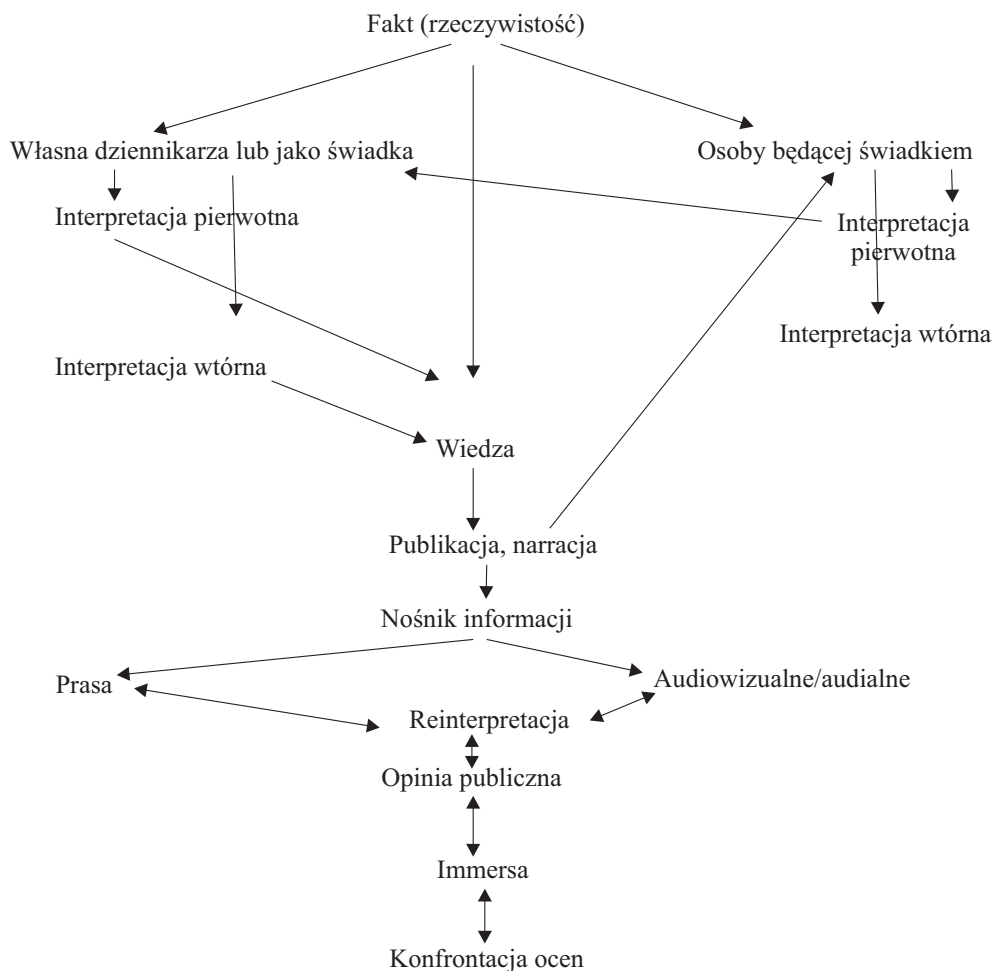 Fakt (rzeczywistość)
Własna dziennikarza lub jako świadka
Osoby będącej świadkiem
Interpretacja pierwotna
Interpretacja
pierwotna
Interpretacja wtórna
Interpretacja wtórna
Wiedza
Publikacja, narracja
Nośnik informacji
Prasa
Audiowizualne/audialne
Reinterpretacja
Opinia publiczna
Immersa
Konfrontacja ocen